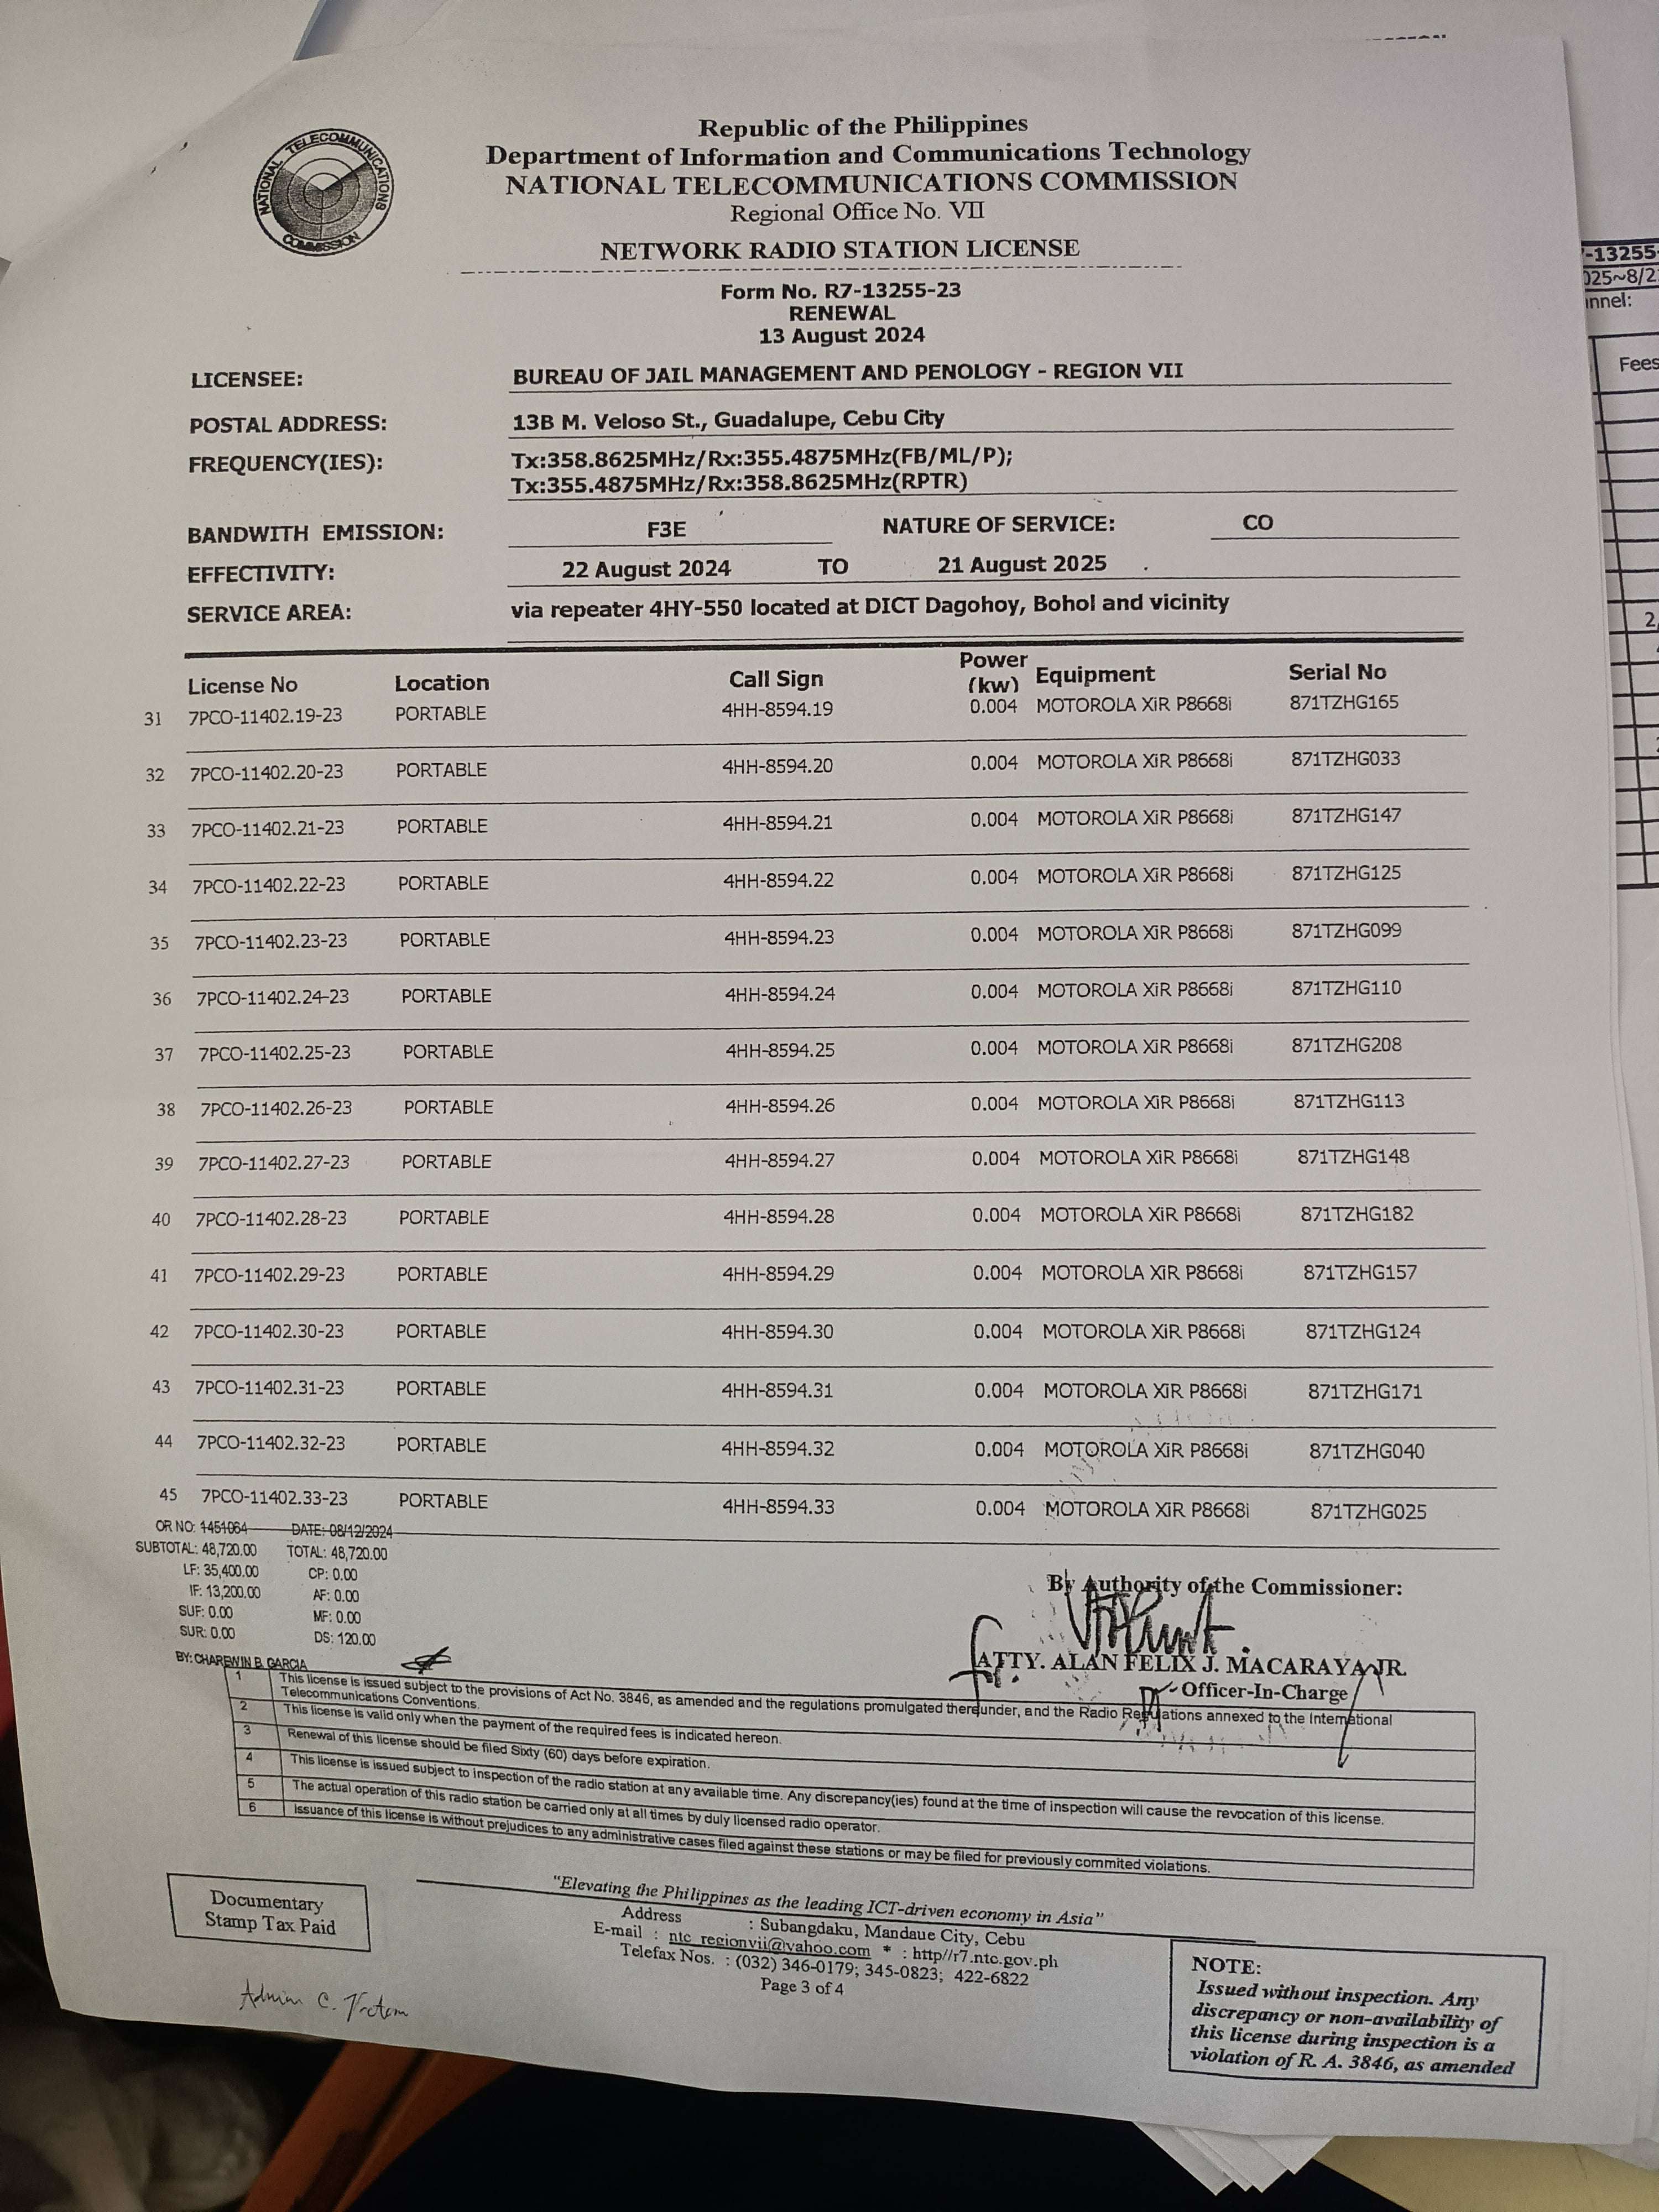 NATIONAL TELECOMMUNICATIONS COMMISSION
Republic of the Philippines
Department of Information and Communications Technology
NATIONAL TELECOMMUNICATIONS COMMISSION
Regional Office No. VII
NETWORK RADIO STATION LICENSE
Form No. R7-13255-23
RENEWAL
13 August 2024
LICENSEE: BUREAU OF JAIL MANAGEMENT AND PENOLOGY - REGION VII
POSTAL ADDRESS: 13B M. Veloso St., Guadalupe, Cebu City
FREQUENCY(IES): Tx:358.8625MHz/Rx:355.4875MHz(FB/ML/P);
Tx:355.4875MHz/Rx:358.8625MHz(RPTR)
BANDWITH EMISSION: F3E NATURE OF SERVICE: CO
EFFECTIVITY: 22 August 2024 TO 21 August 2025
SERVICE AREA: via repeater 4HY-550 located at DICT Dagohoy, Bohol and vicinity
License No Location Call Sign Power (kw) Equipment Serial No
31 7PCO-11402.19-23 PORTABLE 4HH-8594.19 0.004 MOTOROLA XiR P8668i 871TZHG165
32 7PCO-11402.20-23 PORTABLE 4HH-8594.20 0.004 MOTOROLA XiR P8668i 871TZHG033
33 7PCO-11402.21-23 PORTABLE 4HH-8594.21 0.004 MOTOROLA XiR P8668i 871TZHG147
34 7PCO-11402.22-23 PORTABLE 4HH-8594.22 0.004 MOTOROLA XiR P8668i 871TZHG125
35 7PCO-11402.23-23 PORTABLE 4HH-8594.23 0.004 MOTOROLA XiR P8668i 871TZHG099
36 7PCO-11402.24-23 PORTABLE 4HH-8594.24 0.004 MOTOROLA XiR P8668i 871TZHG110
37 7PCO-11402.25-23 PORTABLE 4HH-8594.25 0.004 MOTOROLA XiR P8668i 871TZHG208
38 7PCO-11402.26-23 PORTABLE 4HH-8594.26 0.004 MOTOROLA XiR P8668i 871TZHG113
39 7PCO-11402.27-23 PORTABLE 4HH-8594.27 0.004 MOTOROLA XiR P8668i 871TZHG148
40 7PCO-11402.28-23 PORTABLE 4HH-8594.28 0.004 MOTOROLA XiR P8668i 871TZHG182
41 7PCO-11402.29-23 PORTABLE 4HH-8594.29 0.004 MOTOROLA XiR P8668i 871TZHG157
42 7PCO-11402.30-23 PORTABLE 4HH-8594.30 0.004 MOTOROLA XiR P8668i 871TZHG124
43 7PCO-11402.31-23 PORTABLE 4HH-8594.31 0.004 MOTOROLA XiR P8668i 871TZHG171
44 7PCO-11402.32-23 PORTABLE 4HH-8594.32 0.004 MOTOROLA XiR P8668i 871TZHG040
45 7PCO-11402.33-23 PORTABLE 4HH-8594.33 0.004 MOTOROLA XiR P8668i 871TZHG025
OR NO: 1451064 DATE: 08/12/2024
SUBTOTAL: 48,720.00 TOTAL: 48,720.00
LF: 35,400.00 CP: 0.00
IF: 13,200.00 AF: 0.00
SUF: 0.00 MF: 0.00
SUR: 0.00 DS: 120.00
BY: CHAREWIN B. GARCIA
By Authority of the Commissioner:
ATTY. ALAN FELIX J. MACARAYA, JR.
Officer-In-Charge
1 This license is issued subject to the provisions of Act No. 3846, as amended and the regulations promulgated thereunder, and the Radio Regulations annexed to the International
Telecommunications Conventions.
2 This license is valid only when the payment of the required fees is indicated hereon.
3 Renewal of this license should be filed Sixty (60) days before expiration.
4 This license is issued subject to inspection of the radio station at any available time. Any discrepancy(ies) found at the time of inspection will cause the revocation of this license.
5 The actual operation of this radio station be carried only at all times by duly licensed radio operator.
6 Issuance of this license is without prejudices to any administrative cases filed against these stations or may be filed for previously commited violations.
Documentary
Stamp Tax Paid
"Elevating the Philippines as the leading ICT-driven economy in Asia"
Address : Subangdaku, Mandaue City, Cebu
E-mail : ntc_regionvii@yahoo.com * : http//r7.ntc.gov.ph
Telefax Nos. : (032) 346-0179; 345-0823; 422-6822
Page 3 of 4
NOTE:
Issued without inspection. Any
discrepancy or non-availability of
this license during inspection is a
violation of R. A. 3846, as amended
-13255-
025~8/2
nnel:
Fees
2,